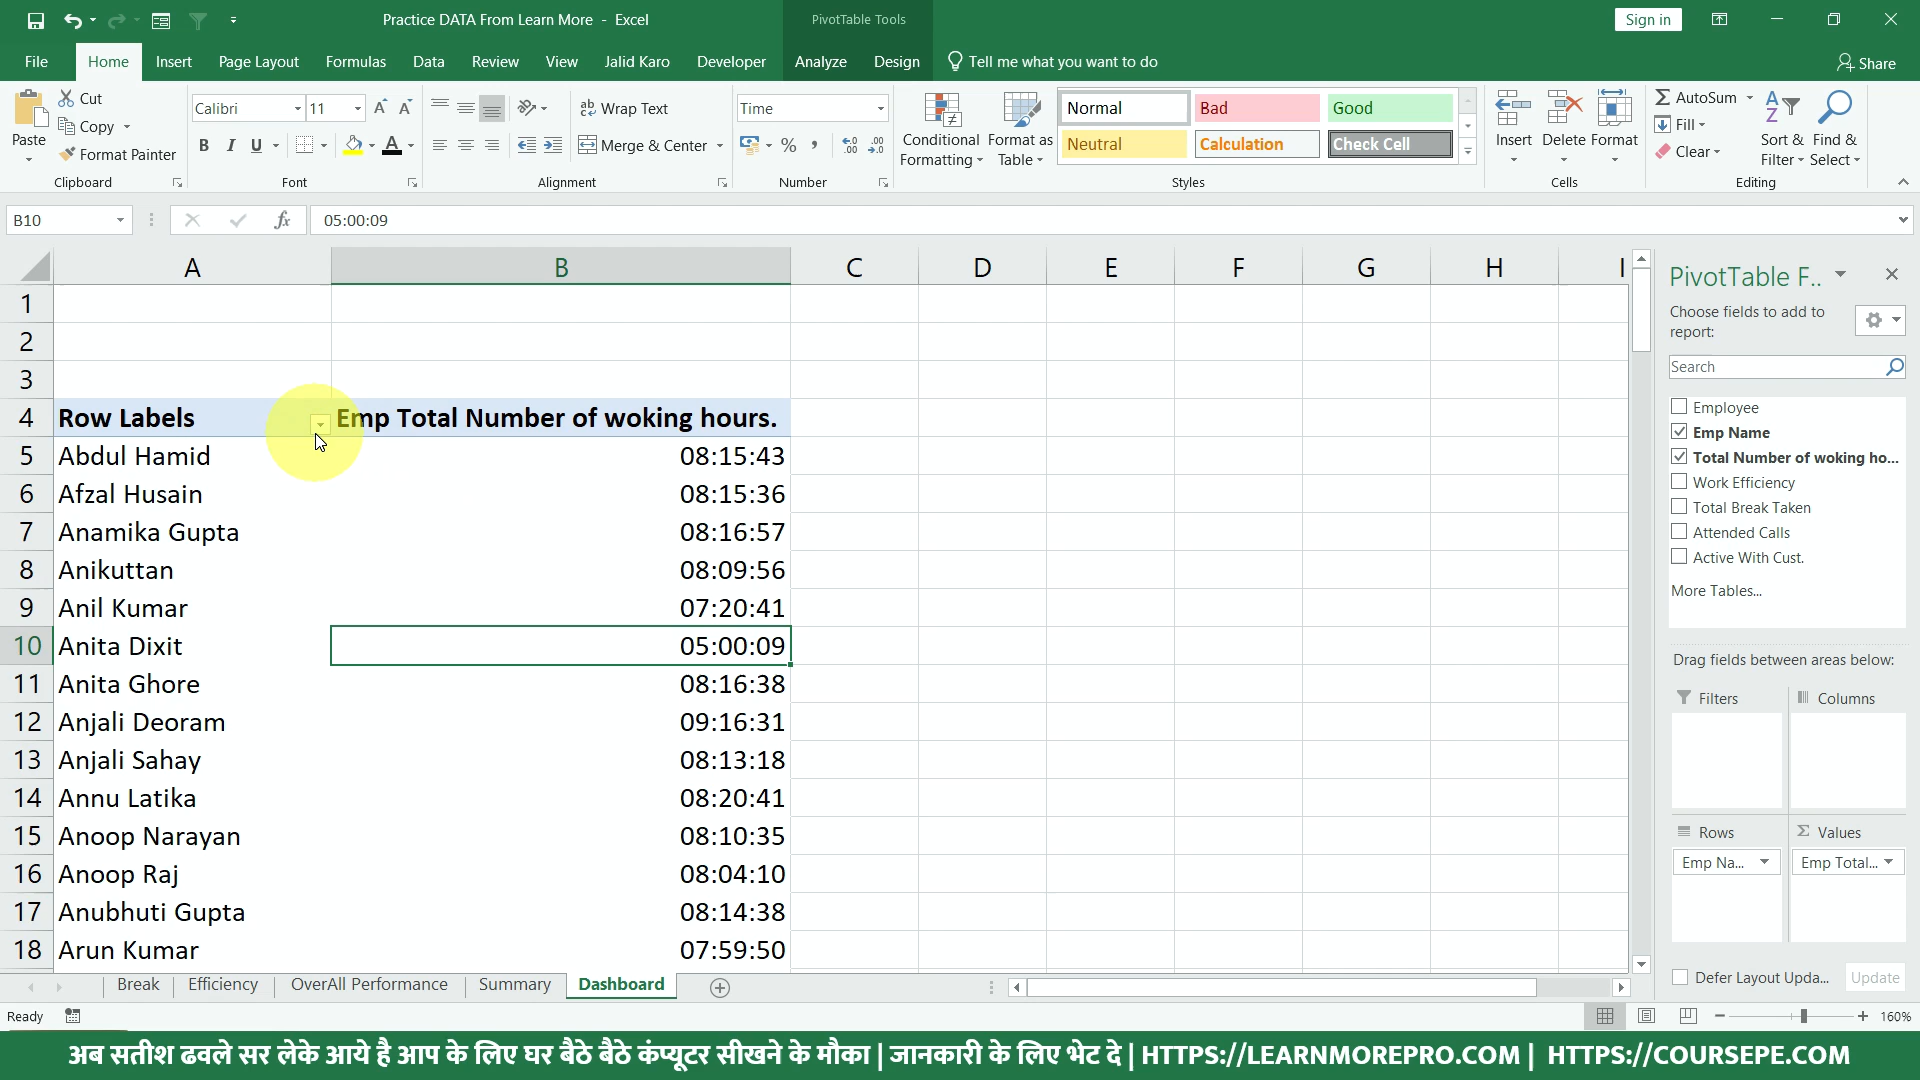 Practice DATA From Learn More - Excel
PivotTable Tools
Sign in
File Home Insert Page Layout Formulas Data Review View Jalid Karo Developer Analyze Design Tell me what you want to do Share
Paste
Cut
Copy
Format Painter
Clipboard
Calibri 11
B I U A
Font
Wrap Text
Merge & Center
Alignment
Time
%
Number
Conditional Formatting
Format as Table
Normal Bad Good
Neutral Calculation Check Cell
Styles
Insert Delete Format
Cells
AutoSum
Fill
Clear
Sort & Filter
Find & Select
Editing
B10 fx 05:00:09
A B C D E F G H I
1
2
3
4 Row Labels Emp Total Number of woking hours.
5 Abdul Hamid 08:15:43
6 Afzal Husain 08:15:36
7 Anamika Gupta 08:16:57
8 Anikuttan 08:09:56
9 Anil Kumar 07:20:41
10 Anita Dixit 05:00:09
11 Anita Ghore 08:16:38
12 Anjali Deoram 09:16:31
13 Anjali Sahay 08:13:18
14 Annu Latika 08:20:41
15 Anoop Narayan 08:10:35
16 Anoop Raj 08:04:10
17 Anubhuti Gupta 08:14:38
18 Arun Kumar 07:59:50
PivotTable F..
Choose fields to add to report:
Search
Employee
Emp Name
Total Number of woking ho...
Work Efficiency
Total Break Taken
Attended Calls
Active With Cust.
More Tables...
Drag fields between areas below:
Filters Columns
Rows Values
Emp Na... Emp Total...
Defer Layout Upda... Update
Break Efficiency OverAll Performance Summary Dashboard
Ready 160%
अब सतीश ढवले सर लेके आये है आप के लिए घर बैठे बैठे कंप्यूटर सीखने के मौका | जानकारी के लिए भेट दे | HTTPS://LEARNMOREPRO.COM | HTTPS://COURSEPE.COM